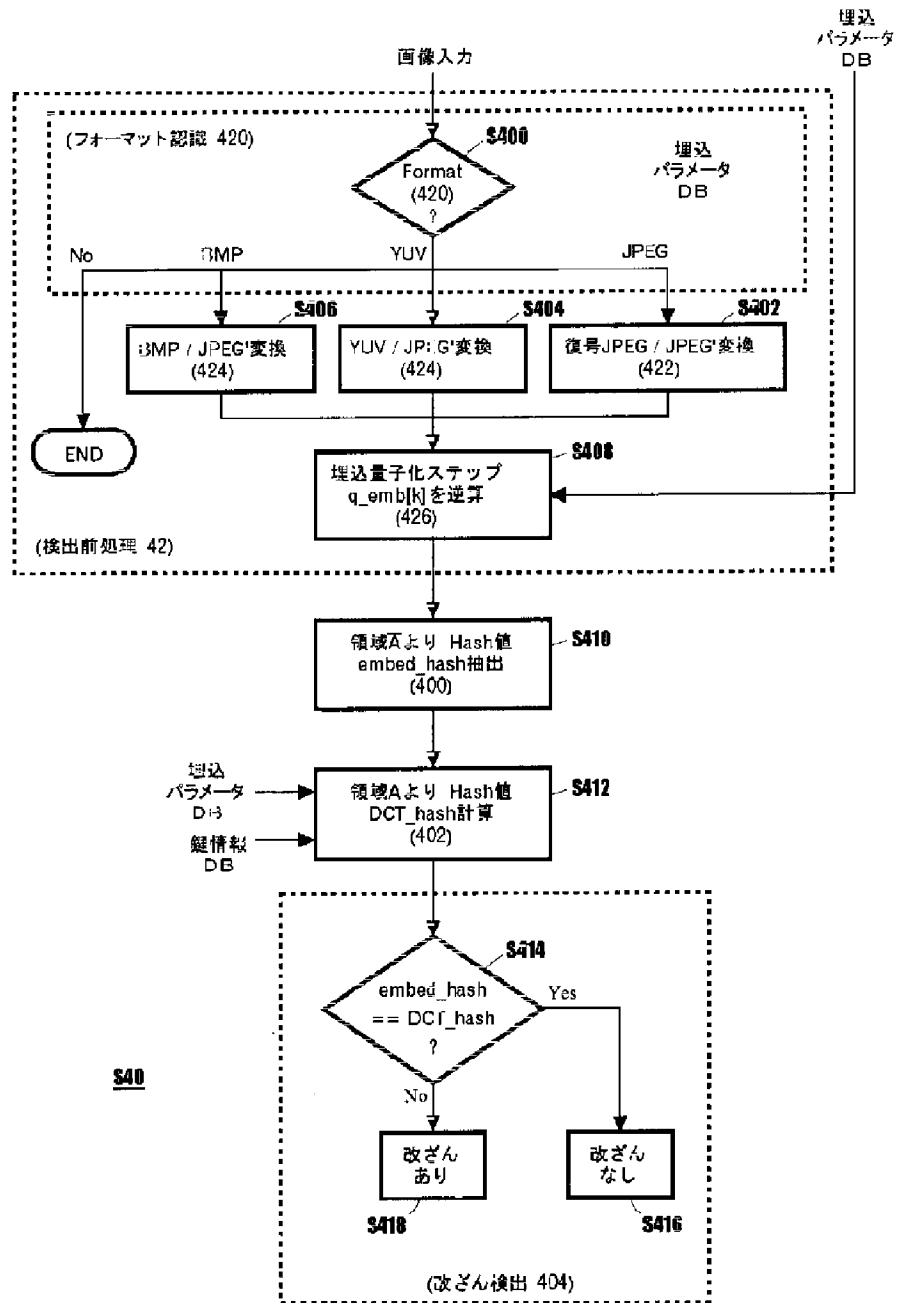 埋込
パラメータ
DB
画像入力
(フォーマット認識 420)
S400
Format
(420)
?
埋込
パラメータ
DB
No
BMP
YUV
JPEG
S406
BMP / JPEG'変換
(424)
S404
YUV / JPEG'変換
(424)
S402
復号JPEG / JPEG'変換
(422)
END
S408
埋込量子化ステップ
q_emb[k]を逆算
(426)
(検出前処理 42)
S410
領域Aより Hash値
embed_hash抽出
(400)
埋込
パラメータ
DB
鍵情報
DB
S412
領域Aより Hash値
DCT_hash計算
(402)
S414
embed_hash
== DCT_hash
?
Yes
No
S40
改ざん
あり
S418
改ざん
なし
S416
(改ざん検出 404)